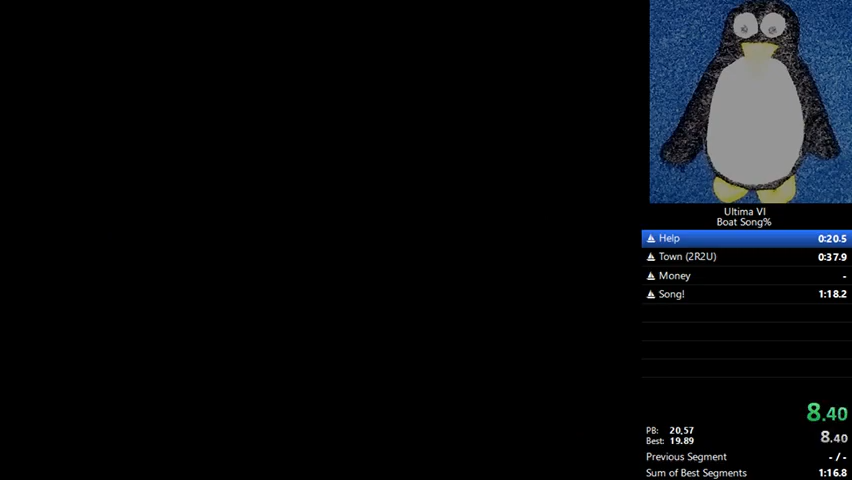 Ultima VI
Boat Song%
Help 0:20.5
Town (2R2U) 0:37.9
Money -
Song! 1:18.2
8.40
PB: 20.57 8.40
Best: 19.89
Previous Segment - / -
Sum of Best Segments 1:16.8